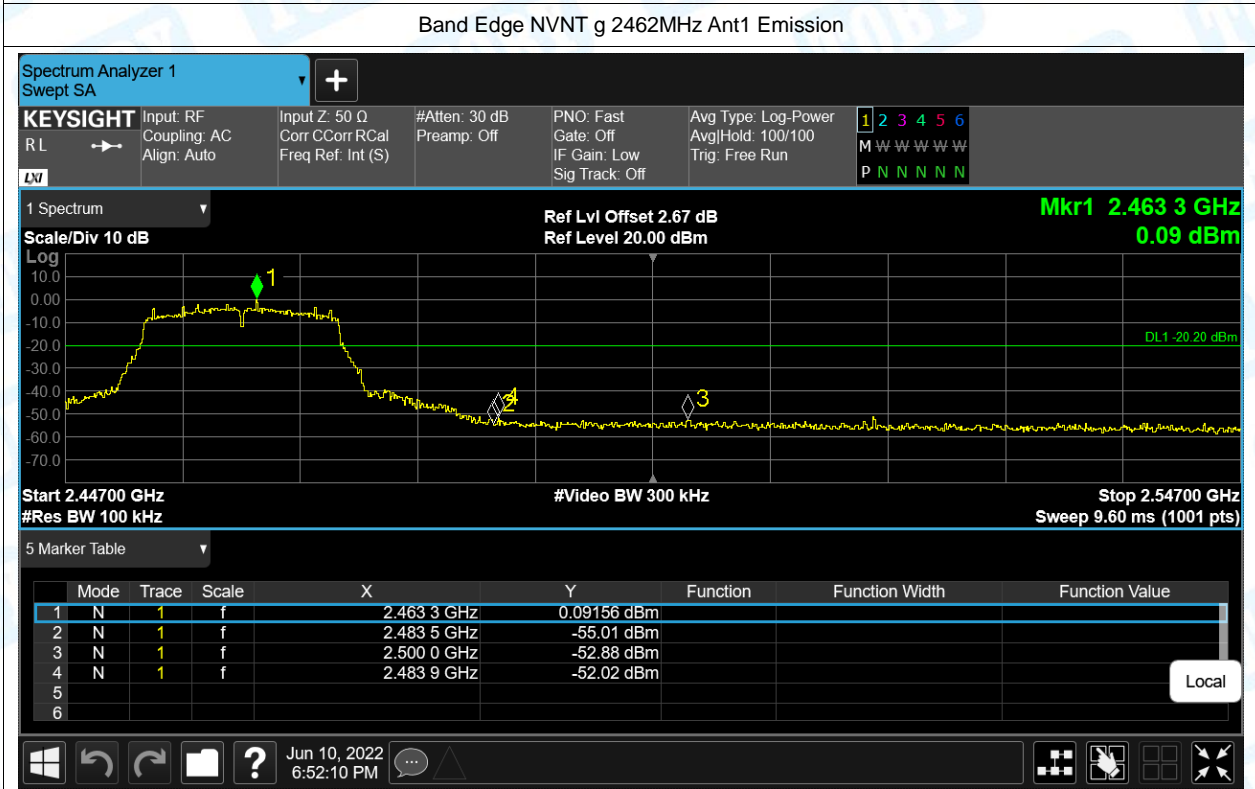 Band Edge NVNT g 2462MHz Ant1 Emission
Spectrum Analyzer 1
Swept SA
KEYSIGHT
RL
LXI
Input: RF
Coupling: AC
Align: Auto
Input Z: 50 Ω
Corr CCorr RCal
Freq Ref: Int (S)
#Atten: 30 dB
Preamp: Off
PNO: Fast
Gate: Off
IF Gain: Low
Sig Track: Off
Avg Type: Log-Power
Avg|Hold: 100/100
Trig: Free Run
1 2 3 4 5 6
M W W W W W W
P N N N N N
1 Spectrum
Scale/Div 10 dB
Ref Lvl Offset 2.67 dB
Ref Level 20.00 dBm
Mkr1 2.463 3 GHz
0.09 dBm
Log
10.0
0.00
-10.0
-20.0
-30.0
-40.0
-50.0
-60.0
-70.0
1
2
4
3
DL1 -20.20 dBm
Start 2.44700 GHz
#Video BW 300 kHz
Stop 2.54700 GHz
#Res BW 100 kHz
Sweep 9.60 ms (1001 pts)
5 Marker Table
Mode Trace Scale X Y Function Function Width Function Value
1 N 1 f 2.463 3 GHz 0.09156 dBm
2 N 1 f 2.483 5 GHz -55.01 dBm
3 N 1 f 2.500 0 GHz -52.88 dBm
4 N 1 f 2.483 9 GHz -52.02 dBm
5
6
Local
Jun 10, 2022
6:52:10 PM